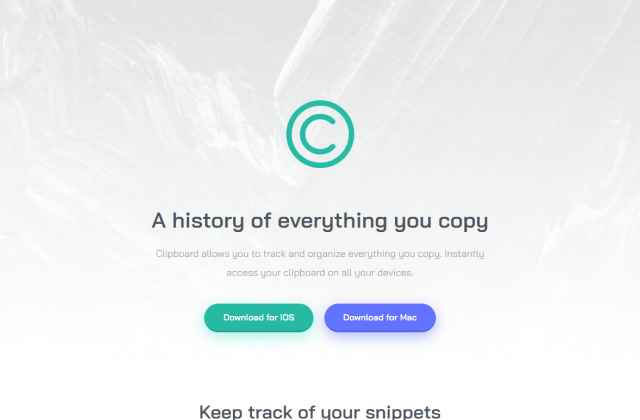 A history of everything you copy
Clipboard allows you to track and organize everything you copy. Instantly
access your clipboard on all your devices.
Download for iOS
Download for Mac
Keep track of your snippets